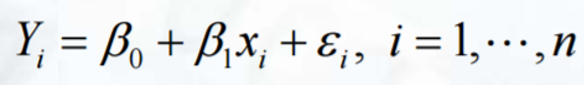 Yᵢ = β₀ + β₁xᵢ + εᵢ, i = 1,⋯,n